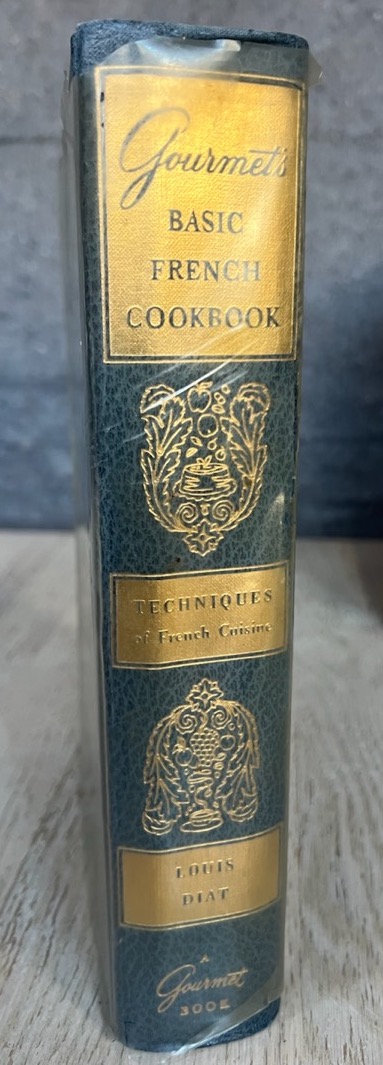 Gourmet's
BASIC
FRENCH
COOKBOOK
TECHNIQUES
of French Cuisine
LOUIS
DIAT
A
Gourmet
BOOK